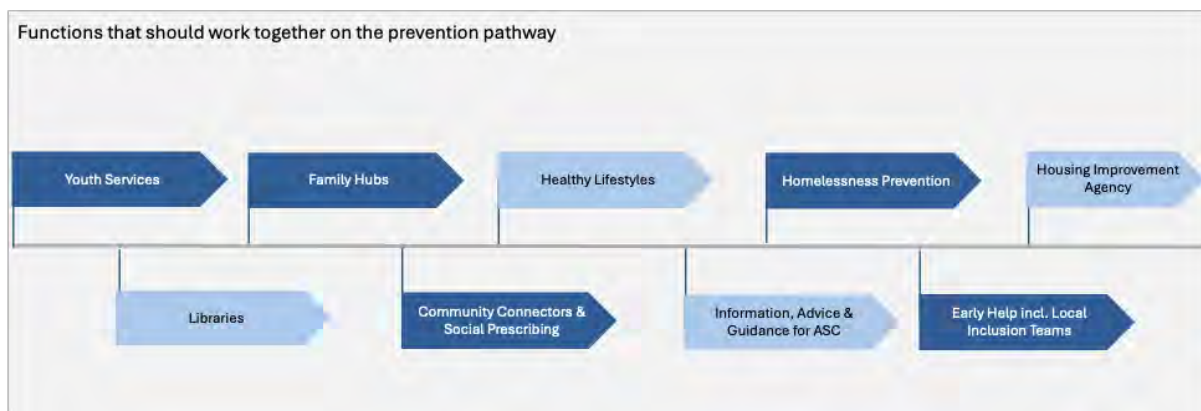 Functions that should work together on the prevention pathway
Youth Services
Family Hubs
Healthy Lifestyles
Homelessness Prevention
Housing Improvement
Agency
Libraries
Community Connectors &
Social Prescribing
Information, Advice &
Guidance for ASC
Early Help incl. Local
Inclusion Teams